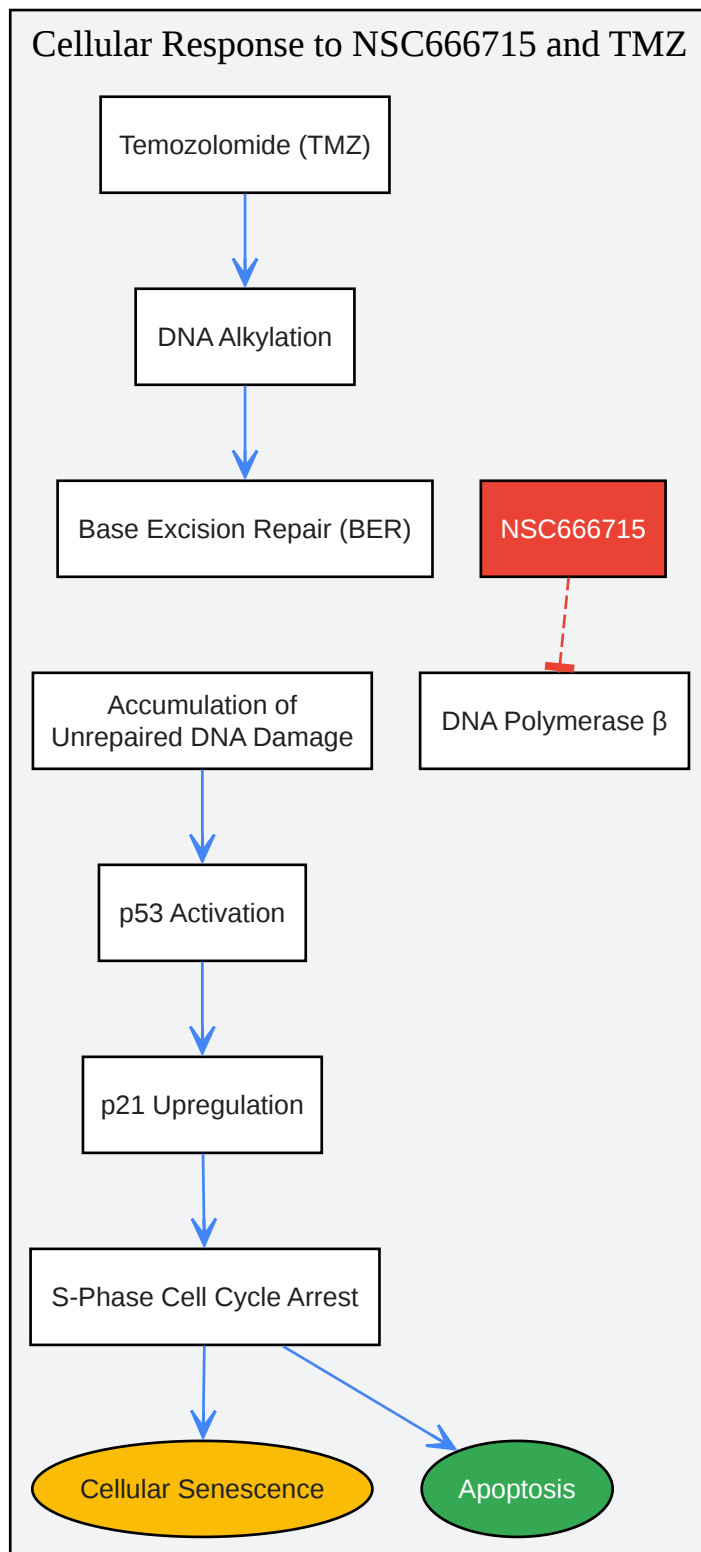 Cellular Response to NSC666715 and TMZ
Temozolomide (TMZ)
DNA Alkylation
Base Excision Repair (BER)
NSC666715
Accumulation of
Unrepaired DNA Damage
DNA Polymerase β
p53 Activation
p21 Upregulation
S-Phase Cell Cycle Arrest
Cellular Senescence
Apoptosis